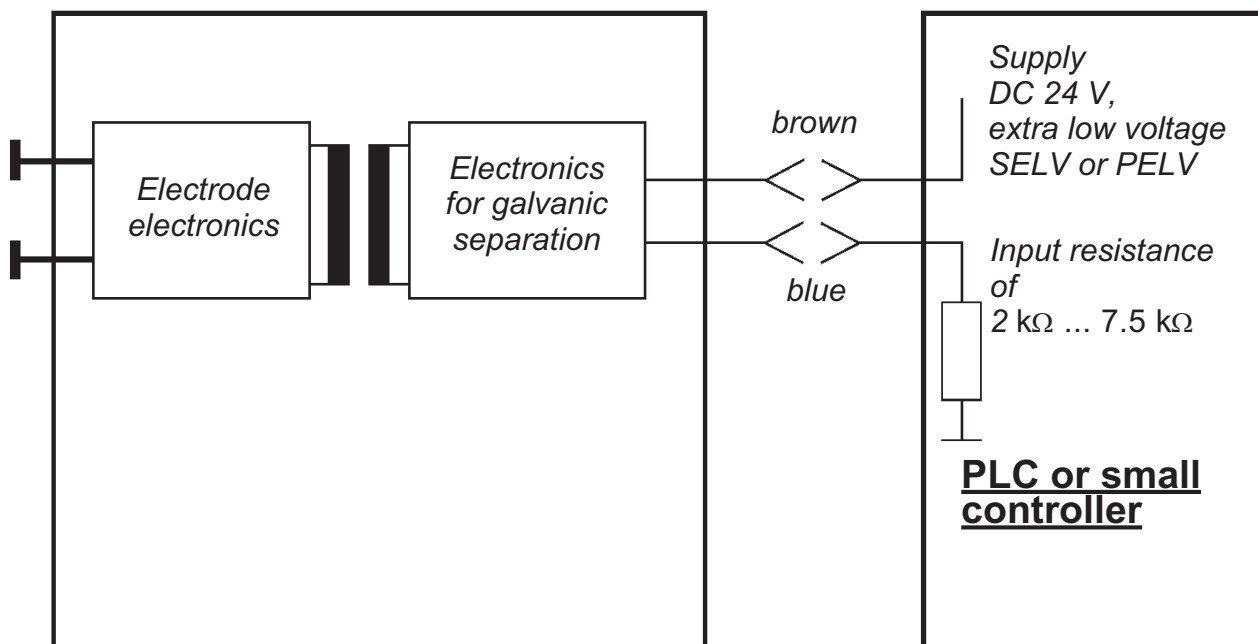 Electrode
electronics
Electronics
for galvanic
separation
brown
blue
Supply
DC 24 V,
extra low voltage
SELV or PELV
Input resistance
of
2 kΩ ... 7.5 kΩ
PLC or small
controller